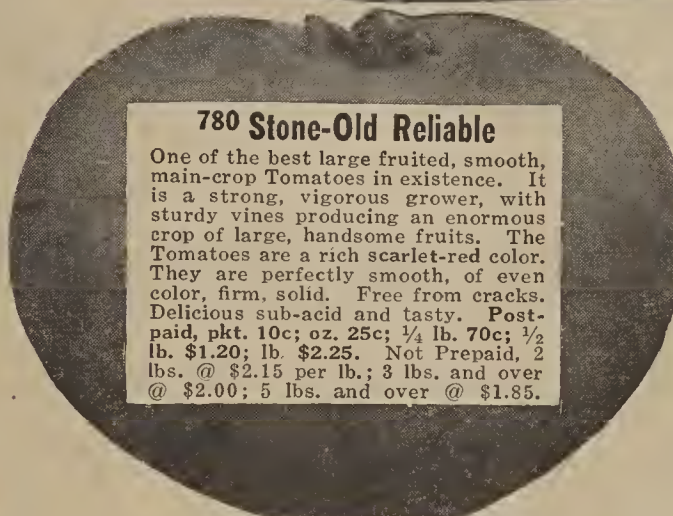 780 Stone-Old Reliable
One of the best large fruited, smooth,
main-crop Tomatoes in existence. It
is a strong, vigorous grower, with
sturdy vines producing an enormous
crop of large, handsome fruits. The
Tomatoes are a rich scarlet-red color.
They are perfectly smooth, of even
color, firm, solid. Free from cracks.
Delicious sub-acid and tasty. Post-
paid, pkt. 10c; oz. 25c; ¼ lb. 70c; ½
lb. $1.20; lb. $2.25. Not Prepaid, 2
lbs. @ $2.15 per lb.; 3 lbs. and over
@ $2.00; 5 lbs. and over @ $1.85.